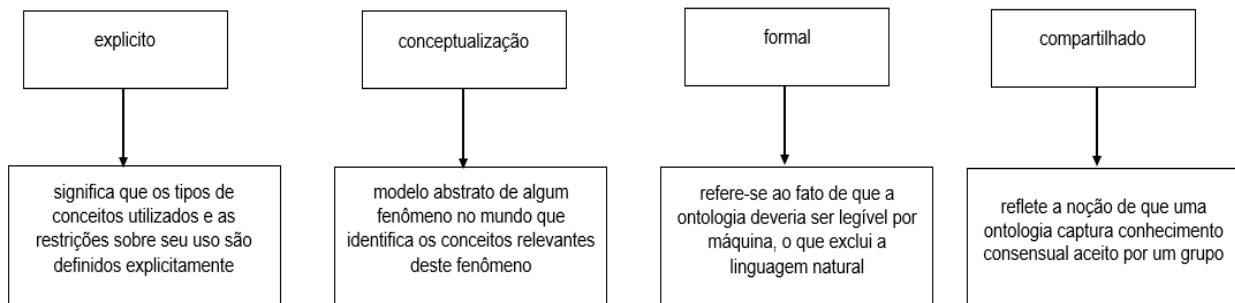 explicito
conceptualização
formal
compartilhado
significa que os tipos de
conceitos utilizados e as
restrições sobre seu uso são
definidos explicitamente
modelo abstrato de algum
fenômeno no mundo que
identifica os conceitos relevantes
deste fenômeno
refere-se ao fato de que a
ontologia deveria ser legível por
máquina, o que exclui a
linguagem natural
reflete a noção de que uma
ontologia captura conhecimento
consensual aceito por um grupo